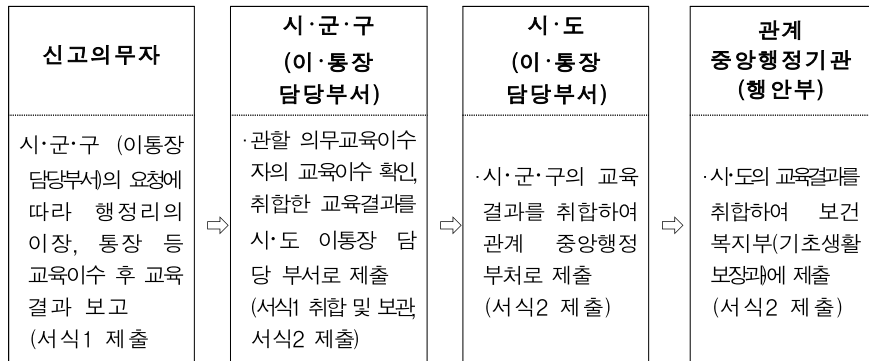 신고의무자
시·군·구 (이통장
담당부서)의 요청에
따라 행정리의
이장, 통장 등
교육이수 후 교육
결과 보고
(서식1 제출
⇨
시·군·구
(이·통장
담당부서)
·관할 의무교육이수
자의 교육이수 확인,
취합한 교육결과를
시·도 이통장 담
당 부서로 제출
(서식1 취합 및 보관,
서식2 제출)
⇨
시·도
(이·통장
담당부서)
·시·군·구의 교육
결과를 취합하여
관계 중앙행정
부처로 제출
(서식2 제출)
⇨
관계
중앙행정기관
(행안부)
·시·도의 교육결과를
취합하여 보건
복지부(기초생활
보장과)에 제출
(서식2 제출)